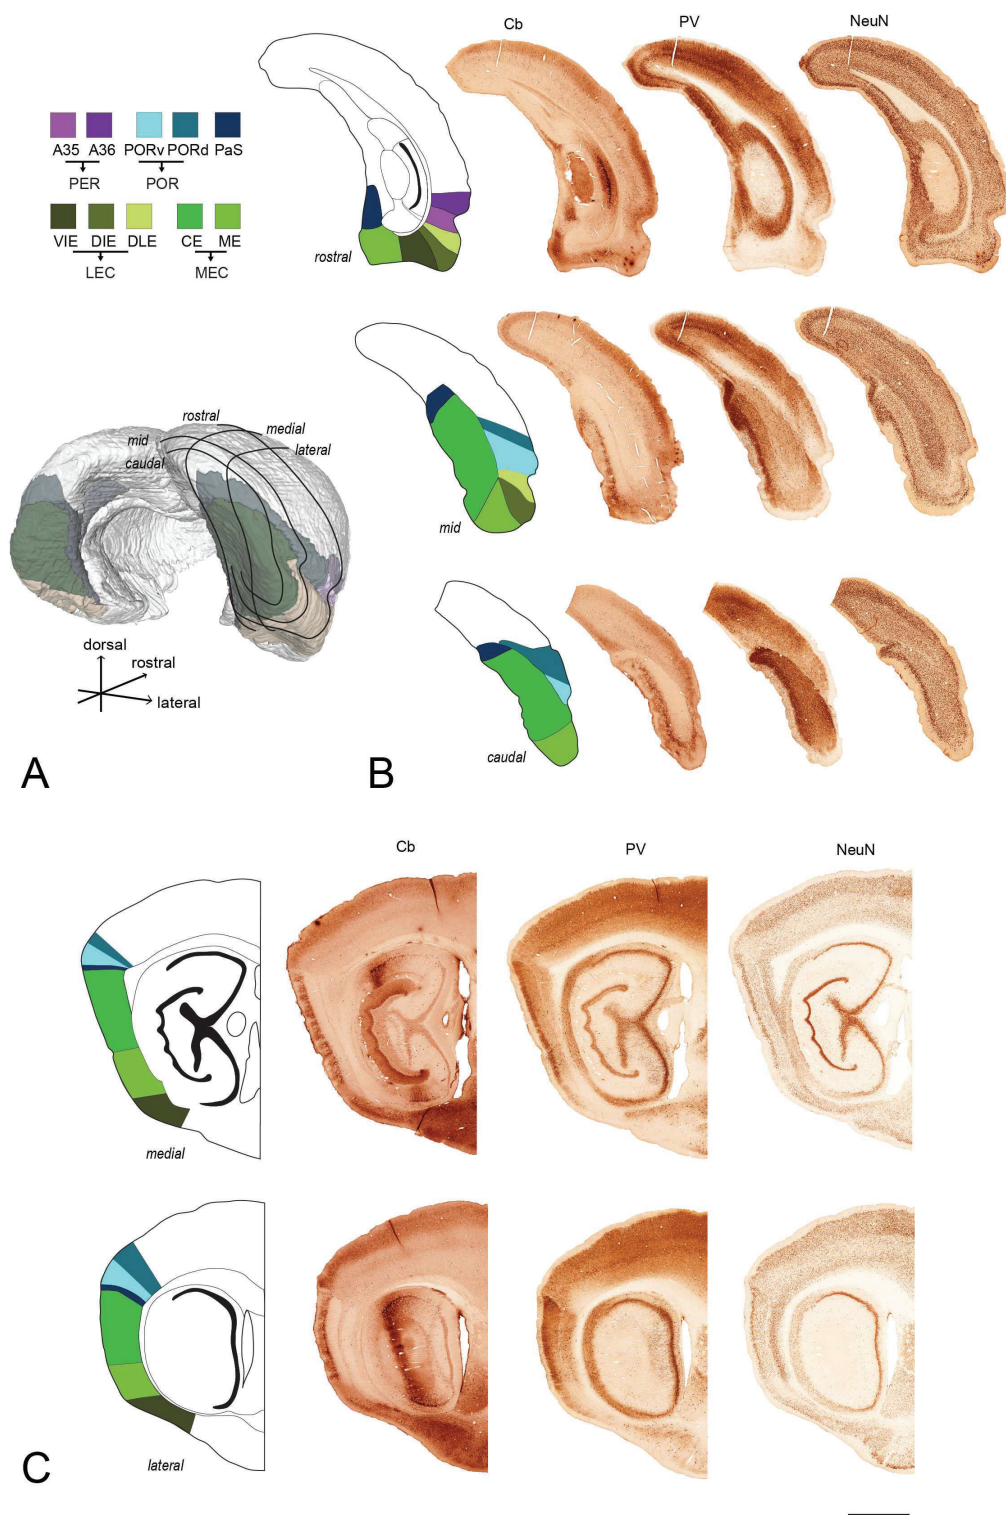 Cb PV NeuN
A35 A36 PORv PORd PaS
PER POR
VIE DIE DLE CE ME
LEC MEC
rostral
rostral
medial
mid
lateral
caudal
mid
dorsal
rostral
lateral
caudal
A B
Cb PV NeuN
medial
lateral
C